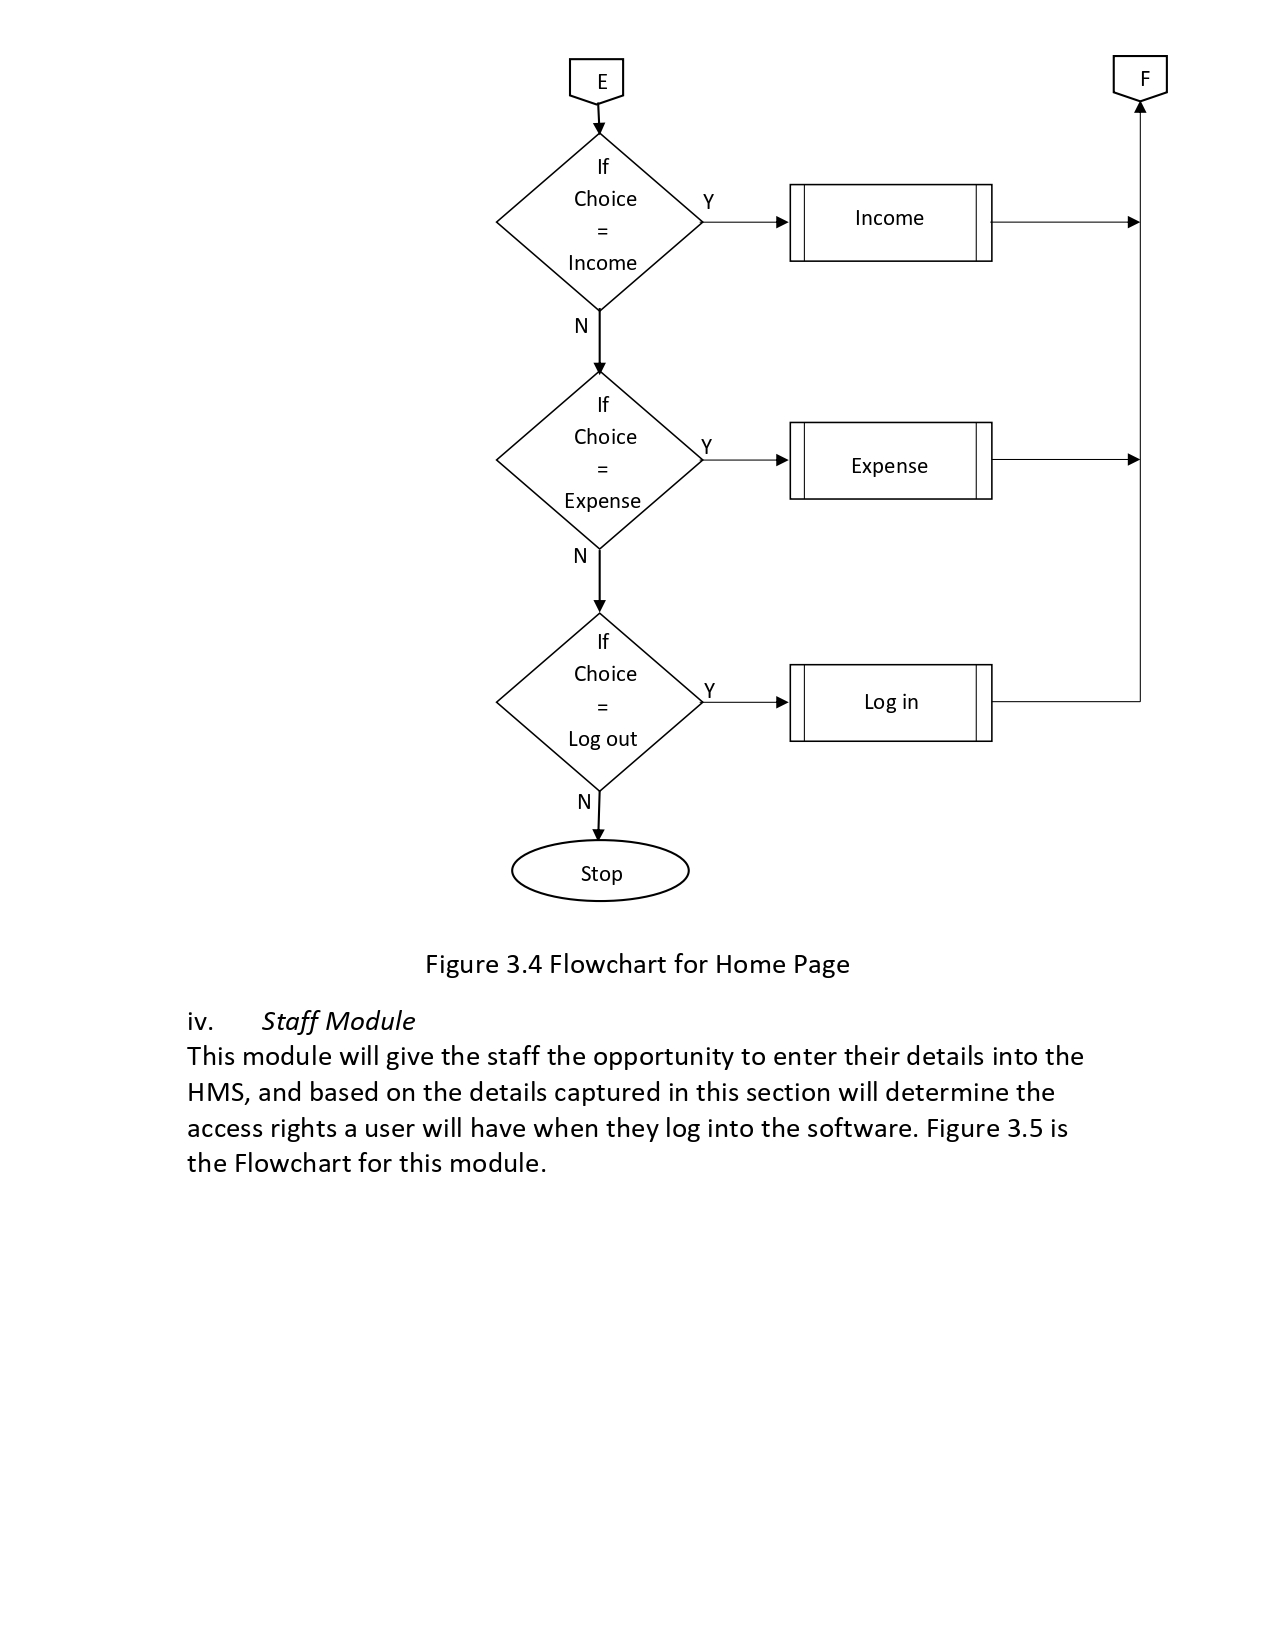 E
F
If
Choice
=
Income
Y
Income
N
If
Choice
=
Expense
Y
Expense
N
If
Choice
=
Log out
Y
Log in
N
Stop
Figure 3.4 Flowchart for Home Page
iv. Staff Module
This module will give the staff the opportunity to enter their details into the
HMS, and based on the details captured in this section will determine the
access rights a user will have when they log into the software. Figure 3.5 is
the Flowchart for this module.